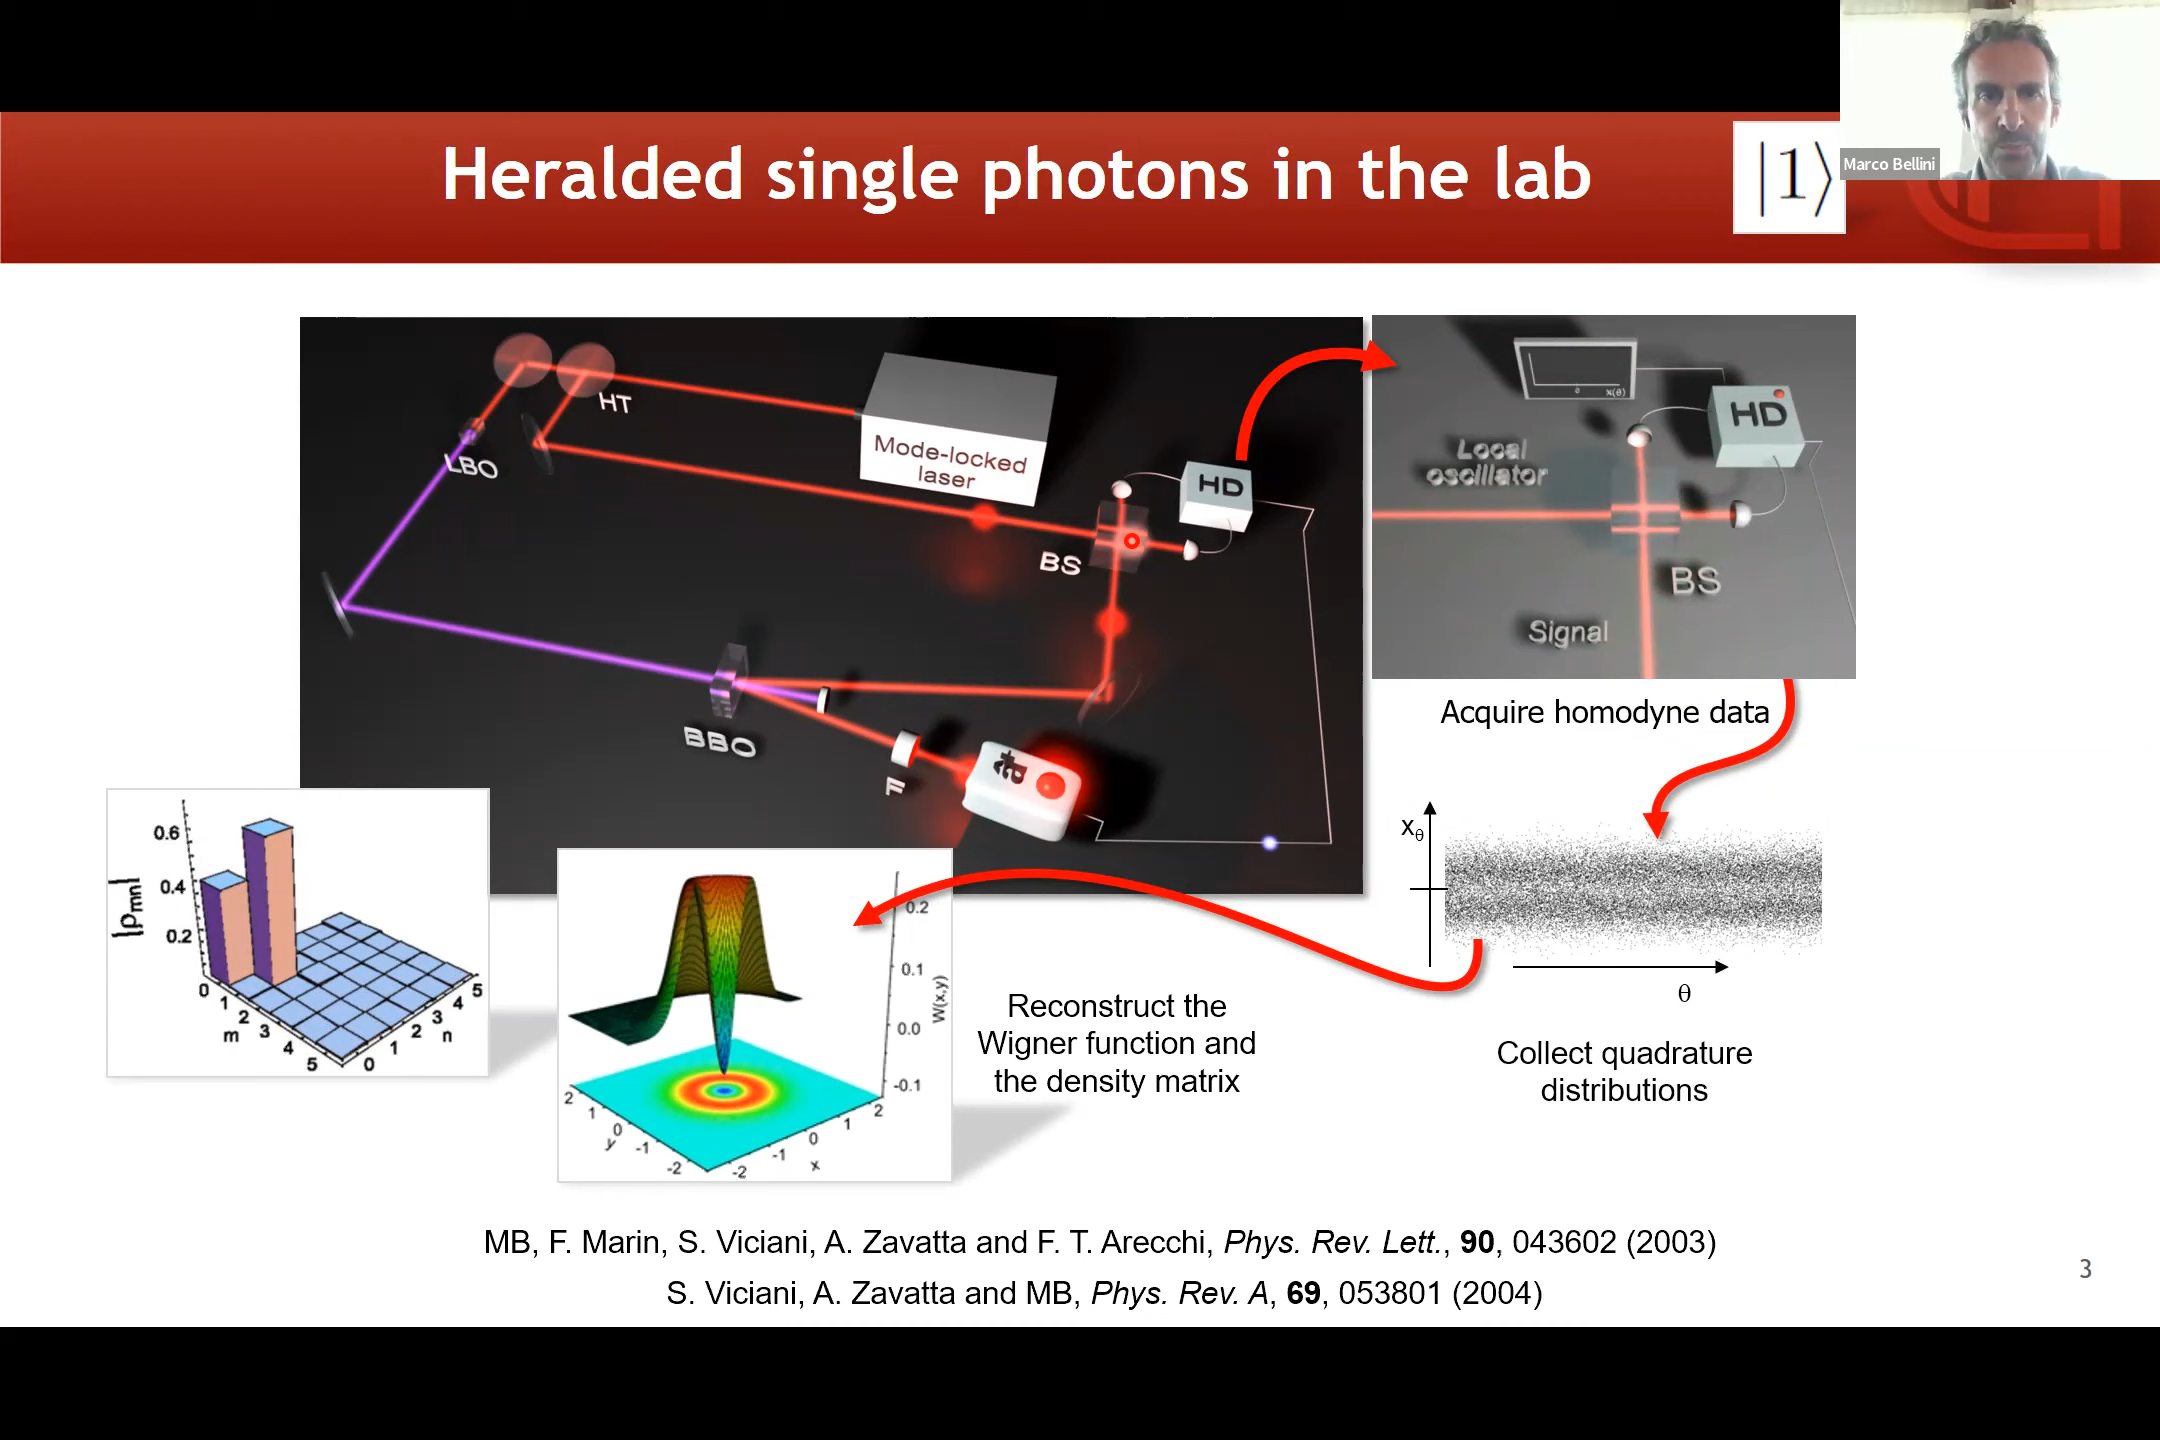 Heralded single photons in the lab
|1⟩
Marco Bellini
HT
LBO
Mode-locked
laser
HD
BS
BBO
F
â†
0
x(θ)
HD
Local
oscillator
BS
Signal
Acquire homodyne data
xθ
θ
Collect quadrature
distributions
|ρmn|
0.6
0.4
0.2
0
1
2
3
4
5
m
0
1
2
3
4
5
n
0.2
0.1
0.0
-0.1
W(x,y)
2
1
0
-1
-2
y
-2
-1
0
1
2
x
Reconstruct the
Wigner function and
the density matrix
MB, F. Marin, S. Viciani, A. Zavatta and F. T. Arecchi, Phys. Rev. Lett., 90, 043602 (2003)
S. Viciani, A. Zavatta and MB, Phys. Rev. A, 69, 053801 (2004)
3